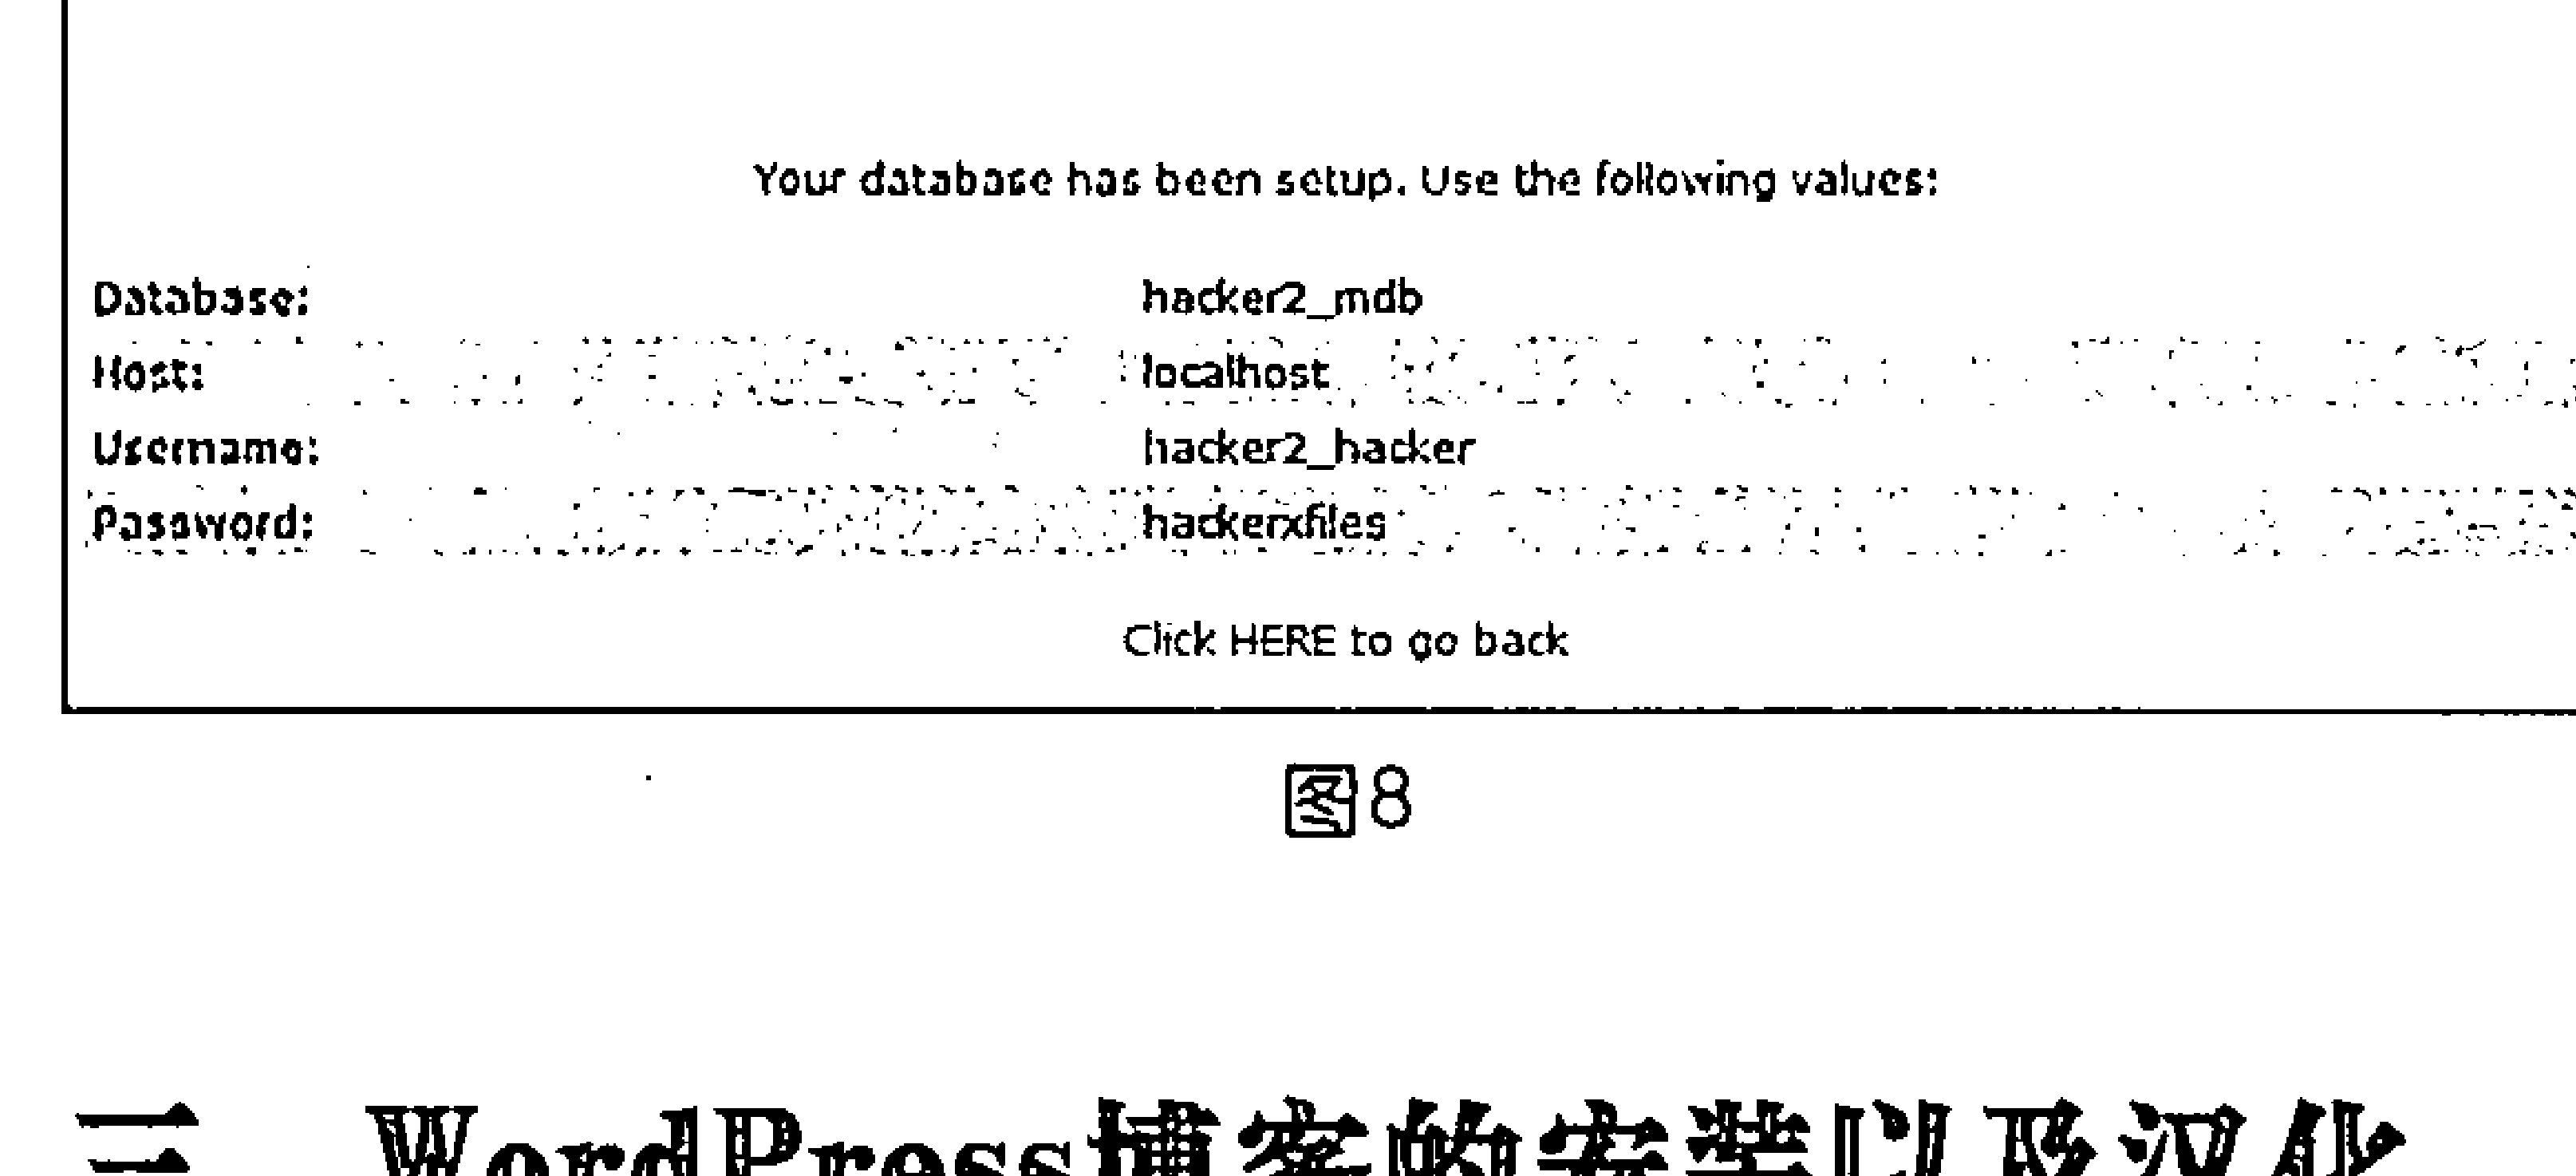 Your database has been setup. Use the following values:
Database: hacker2_mdb
Host: localhost
Username: hacker2_hacker
Password: hackerxfiles
Click HERE to go back
图8
三 WordPress博客的安装以及汉化